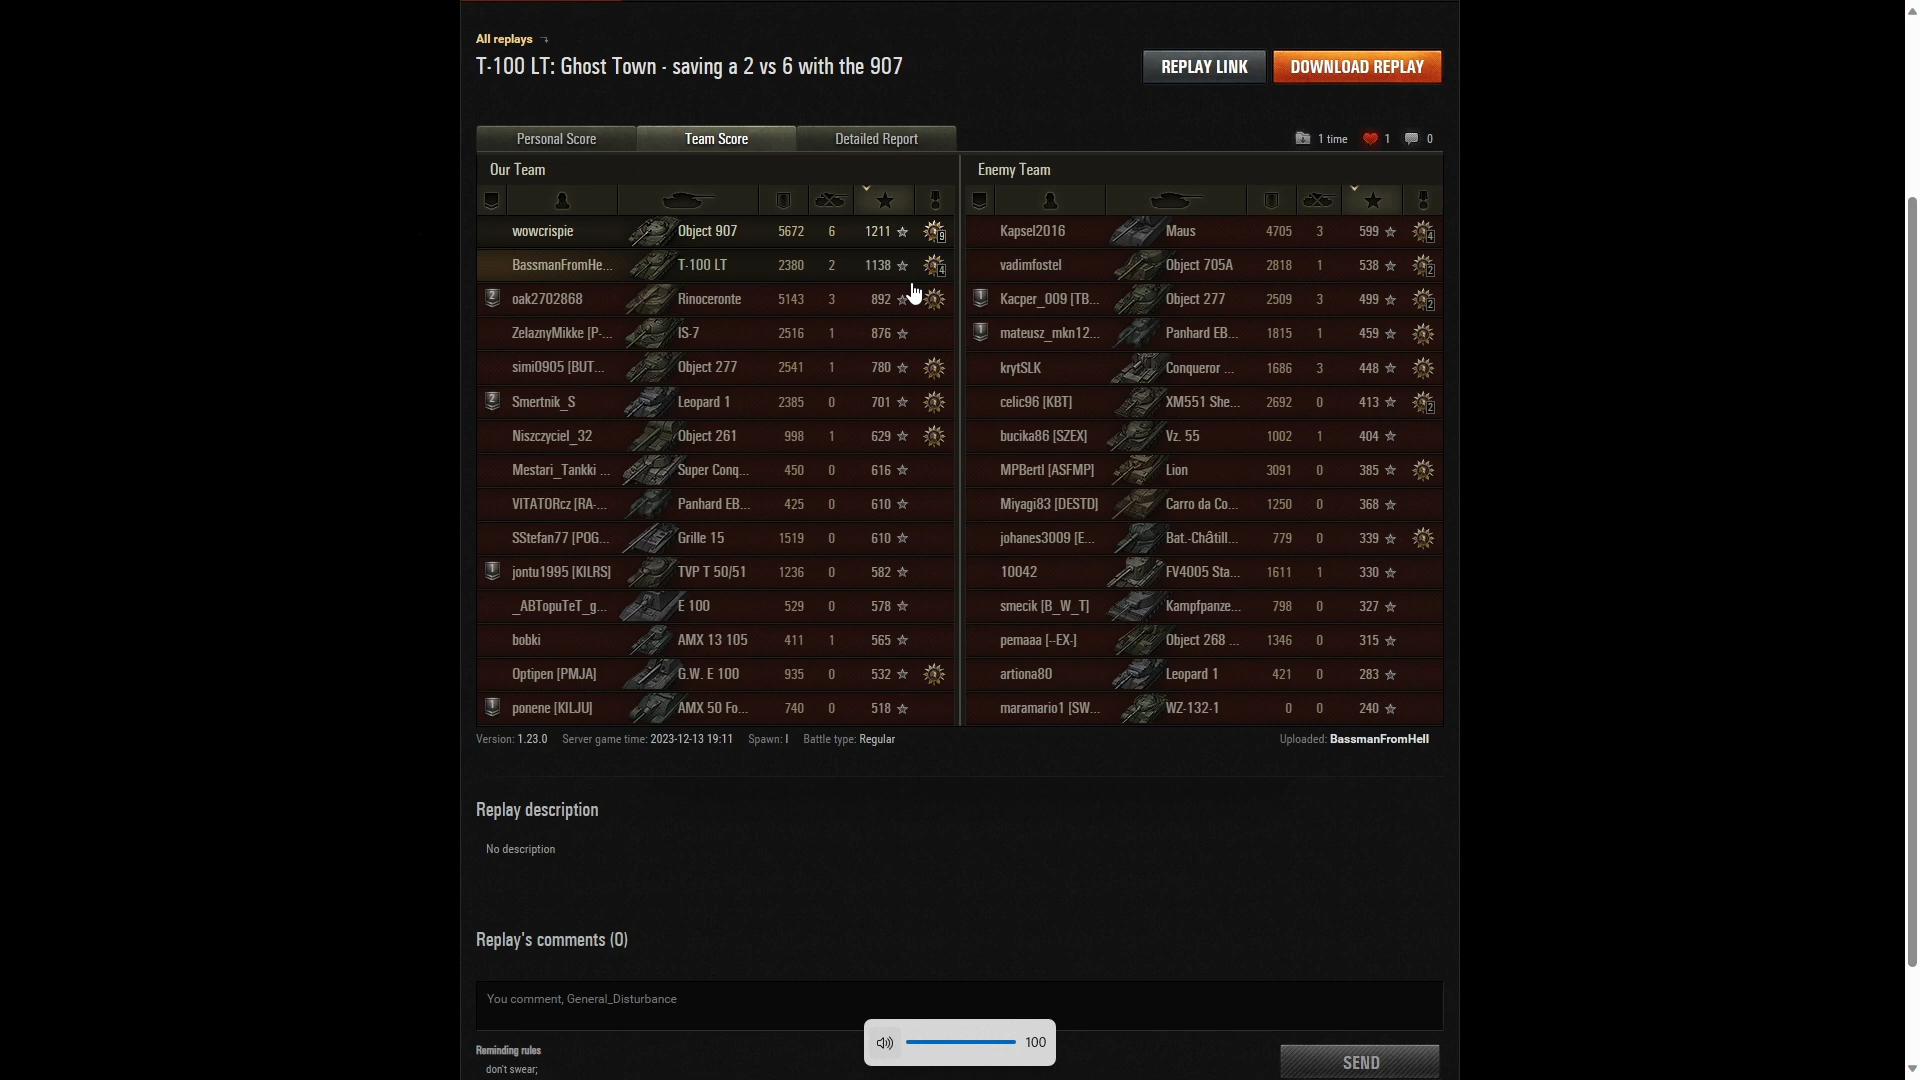 All replays
T-100 LT: Ghost Town - saving a 2 vs 6 with the 907
REPLAY LINK
DOWNLOAD REPLAY
Personal Score
Team Score
Detailed Report
1 time 1 0
Our Team
wowcrispie Object 907 5672 6 1211 9
BassmanFromHe... T-100 LT 2380 2 1138 4
2 oak2702868 Rinoceronte 5143 3 892
ZelaznyMikke [P-... IS-7 2516 1 876
simi0905 [BUT... Object 277 2541 1 780
2 Smertnik_S Leopard 1 2385 0 701
Niszczyciel_32 Object 261 998 1 629
Mestari_Tankki ... Super Conq... 450 0 616
VITATORcz [RA-... Panhard EB... 425 0 610
SStefan77 [POG... Grille 15 1519 0 610
1 jontu1995 [KILRS] TVP T 50/51 1236 0 582
_ABTopuTeT_g... E 100 529 0 578
bobki AMX 13 105 411 1 565
Optipen [PMJA] G.W. E 100 935 0 532
1 ponene [KILJU] AMX 50 Fo... 740 0 518
Enemy Team
Kapsel2016 Maus 4705 3 599 4
vadimfostel Object 705A 2818 1 538 2
1 Kacper_009 [TB... Object 277 2509 3 499 2
1 mateusz_mkn12... Panhard EB... 1815 1 459
krytSLK Conqueror ... 1686 3 448
celic96 [KBT] XM551 She... 2692 0 413 2
bucika86 [SZEX] Vz. 55 1002 1 404
MPBertl [ASFMP] Lion 3091 0 385
Miyagi83 [DESTD] Carro da Co... 1250 0 368
johanes3009 [E... Bat.-Châtill... 779 0 339
10042 FV4005 Sta... 1611 1 330
smecik [B_W_T] Kampfpanze... 798 0 327
pemaaa [--EX-] Object 268 ... 1346 0 315
artiona80 Leopard 1 421 0 283
maramario1 [SW... WZ-132-1 0 0 240
Version: 1.23.0 Server game time: 2023-12-13 19:11 Spawn: I Battle type: Regular
Uploaded: BassmanFromHell
Replay description
No description
Replay's comments (0)
You comment, General_Disturbance
100
Reminding rules
don't swear;
SEND